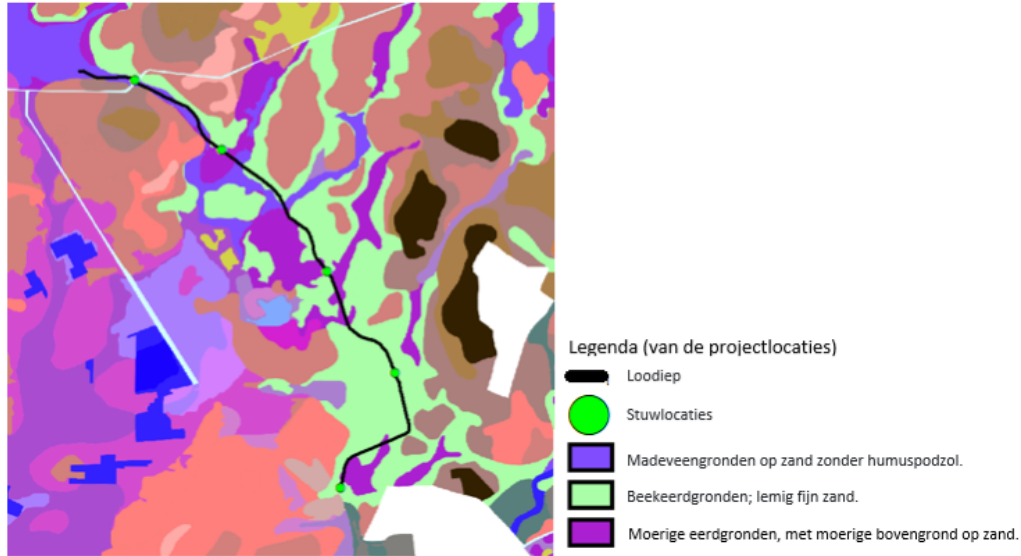 Legenda (van de projectlocaties)
Loodiep
Stuwlocaties
Madeveengronden op zand zonder humuspodzol.
Beekeerdgronden; lemig fijn zand.
Moerige eerdgronden, met moerige bovengrond op zand.